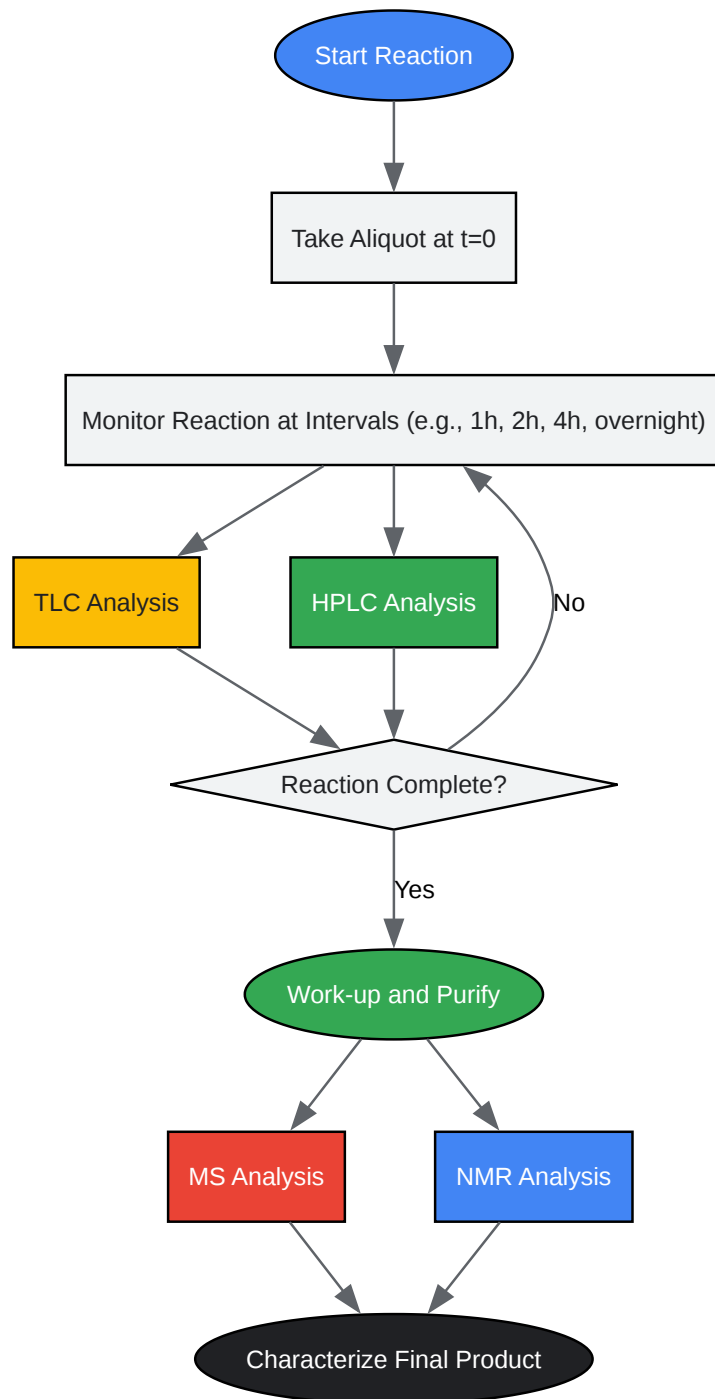 Start Reaction
Take Aliquot at t=0
Monitor Reaction at Intervals (e.g., 1h, 2h, 4h, overnight)
TLC Analysis
HPLC Analysis
No
Reaction Complete?
Yes
Work-up and Purify
MS Analysis
NMR Analysis
Characterize Final Product